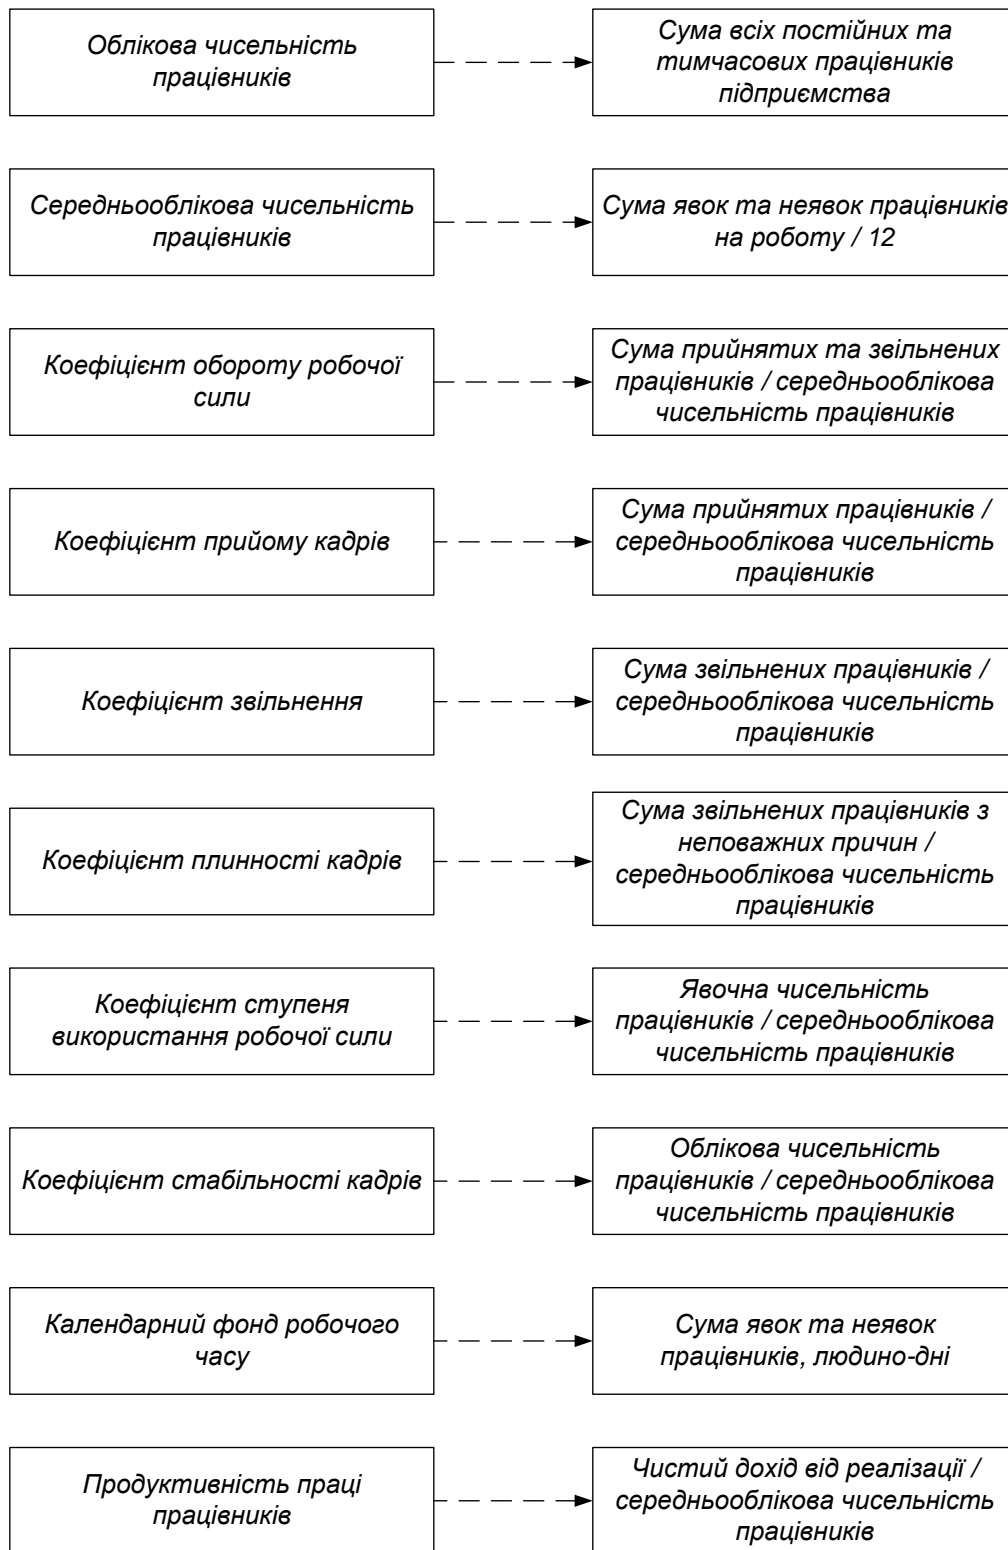 Облікова чисельність
працівників
Сума всіх постійних та
тимчасових працівників
підприємства
Середньооблікова чисельність
працівників
Сума явок та неявок працівників
на роботу / 12
Коефіцієнт обороту робочої
сили
Сума прийнятих та звільнених
працівників / середньооблікова
чисельність працівників
Коефіцієнт прийому кадрів
Сума прийнятих працівників /
середньооблікова чисельність
працівників
Коефіцієнт звільнення
Сума звільнених працівників /
середньооблікова чисельність
працівників
Коефіцієнт плинності кадрів
Сума звільнених працівників з
неповажних причин /
середньооблікова чисельність
працівників
Коефіцієнт ступеня
використання робочої сили
Явочна чисельність
працівників / середньооблікова
чисельність працівників
Коефіцієнт стабільності кадрів
Облікова чисельність
працівників / середньооблікова
чисельність працівників
Календарний фонд робочого
часу
Сума явок та неявок
працівників, людино-дні
Продуктивність праці
працівників
Чистий дохід від реалізації /
середньооблікова чисельність
працівників